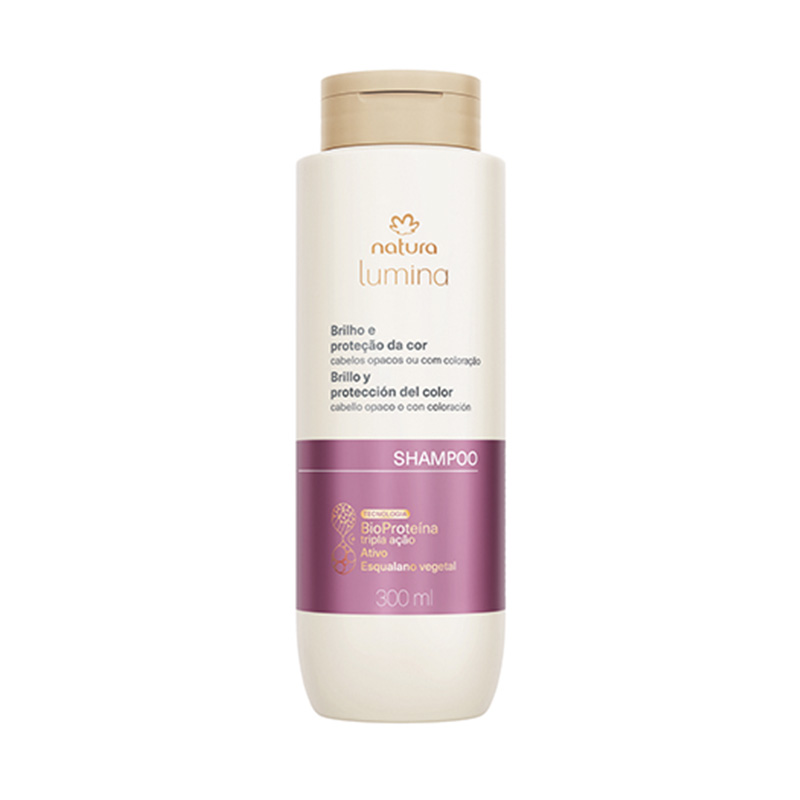 natura
lumina
Brilho e
proteção da cor
cabelos opacos ou com coloração
Brillo y
protección del color
cabello opaco o con coloración
SHAMPOO
TECNOLOGIA
BioProteína
tripla ação
Ativo
Esqualano vegetal
300 ml